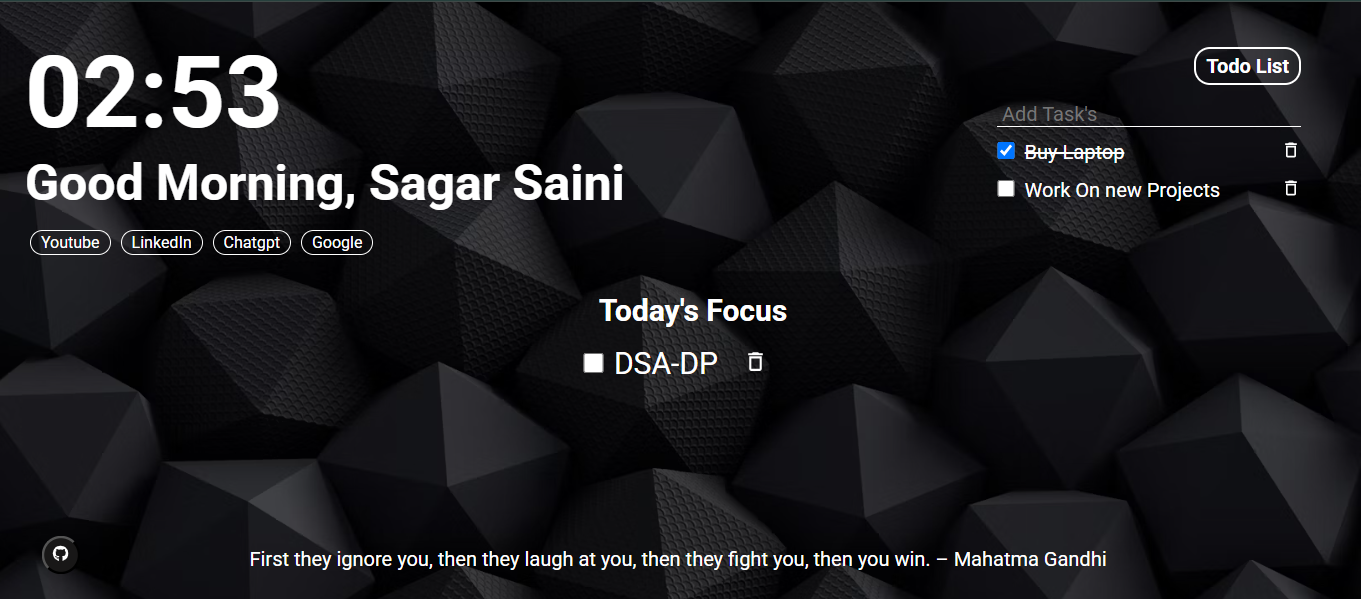 02:53
Good Morning, Sagar Saini
Youtube LinkedIn Chatgpt Google
Todo List
Add Task's
Buy Laptop
Work On new Projects
Today's Focus
DSA-DP
First they ignore you, then they laugh at you, then they fight you, then you win. – Mahatma Gandhi